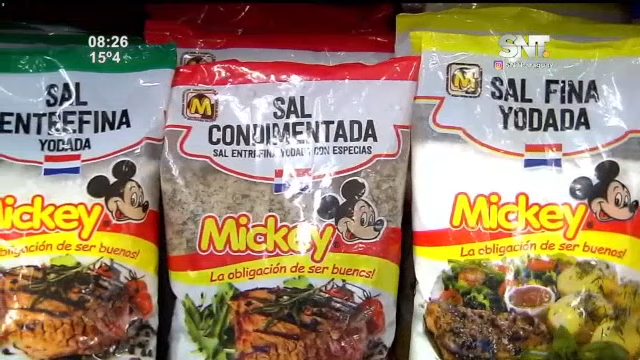 08:26
15°4
SNT
SAL
ENTREFINA
YODADA
Mickey
obligación de ser buenos!
M
SAL
CONDIMENTADA
SAL ENTREFINA YODADA CON ESPECIAS
Mickey
La obligación de ser buenos!
M
SAL FINA
YODADA
Mickey
La obligación de ser buenos!